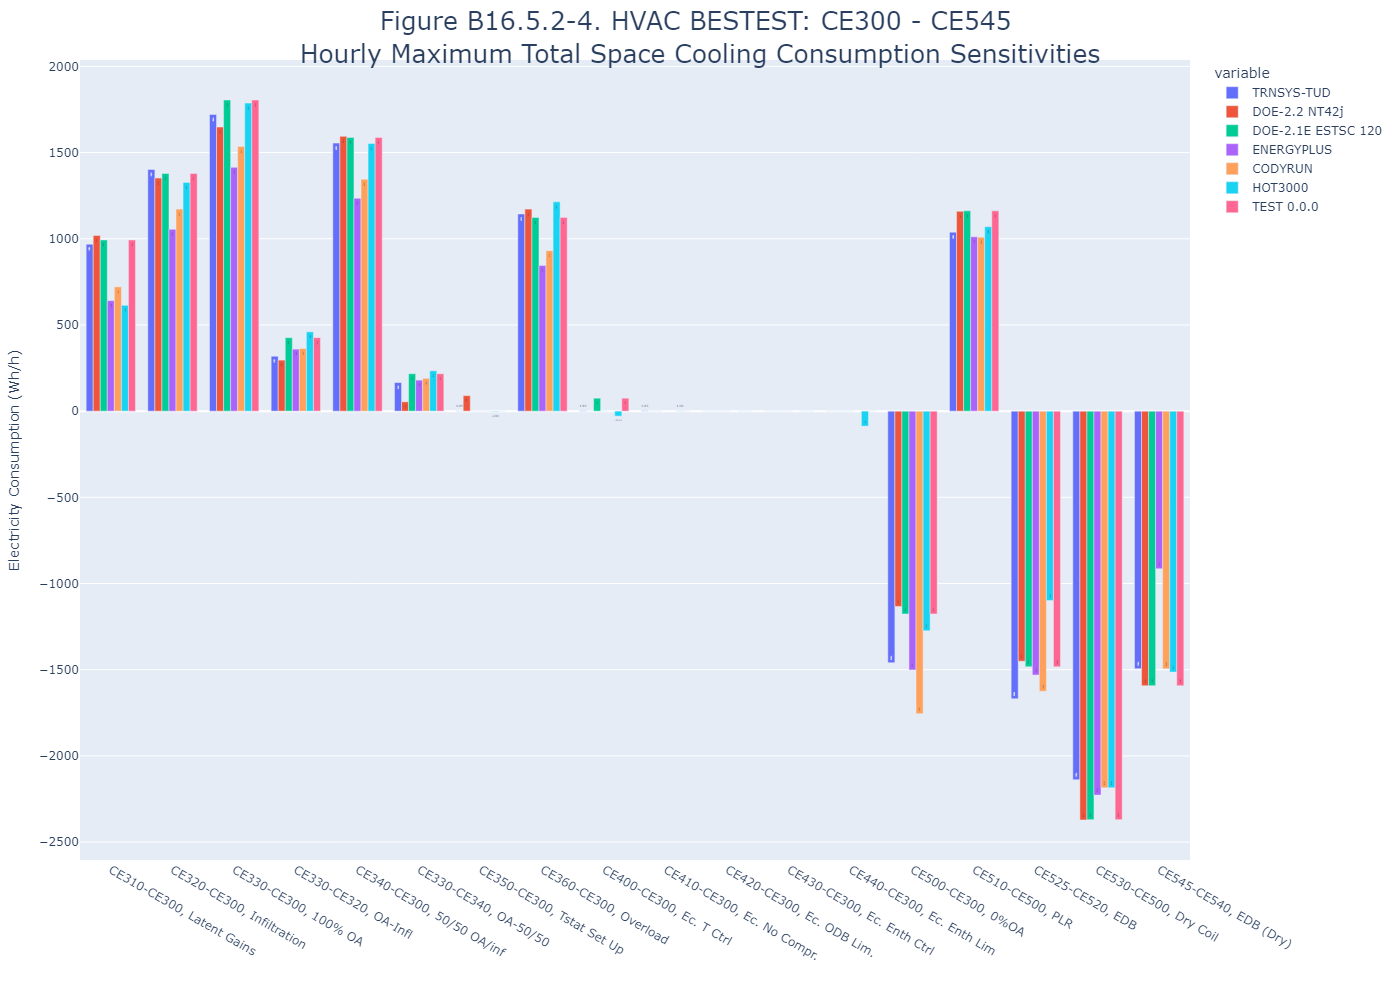 Figure B16.5.2-4. HVAC BESTEST: CE300 - CE545
Hourly Maximum Total Space Cooling Consumption Sensitivities
variable
TRNSYS-TUD
DOE-2.2 NT42j
DOE-2.1E ESTSC 120
ENERGYPLUS
CODYRUN
HOT3000
TEST 0.0.0
Electricity Consumption (Wh/h)
2000
1500
1000
500
0
−500
−1000
−1500
−2000
−2500
CE310-CE300, Latent Gains
CE320-CE300, Infiltration
CE330-CE300, 100% OA
CE330-CE320, OA-Infl
CE340-CE300, 50/50 OA/inf
CE330-CE340, OA-50/50
CE350-CE300, Tstat Set Up
CE360-CE300, Overload
CE400-CE300, Ec. T Ctrl
CE410-CE300, Ec. No Compr.
CE420-CE300, Ec. ODB Lim.
CE430-CE300, Ec. Enth Ctrl
CE440-CE300, Ec. Enth Lim
CE500-CE300, 0%OA
CE510-CE500, PLR
CE525-CE520, EDB
CE530-CE500, Dry Coil
CE545-CE540, EDB (Dry)